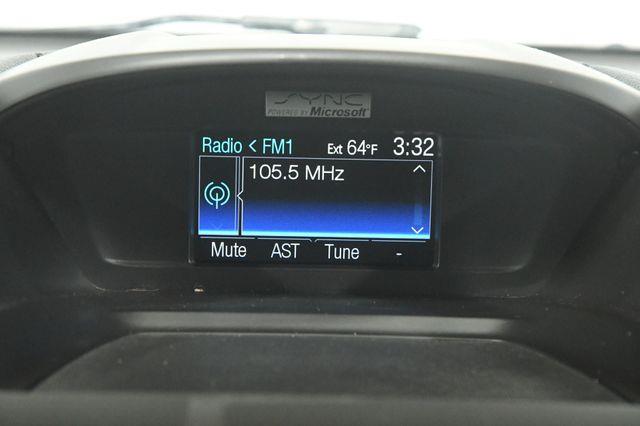 SYNC
POWERED BY Microsoft
Radio < FM1 Ext 64°F 3:32
105.5 MHz
Mute AST Tune -